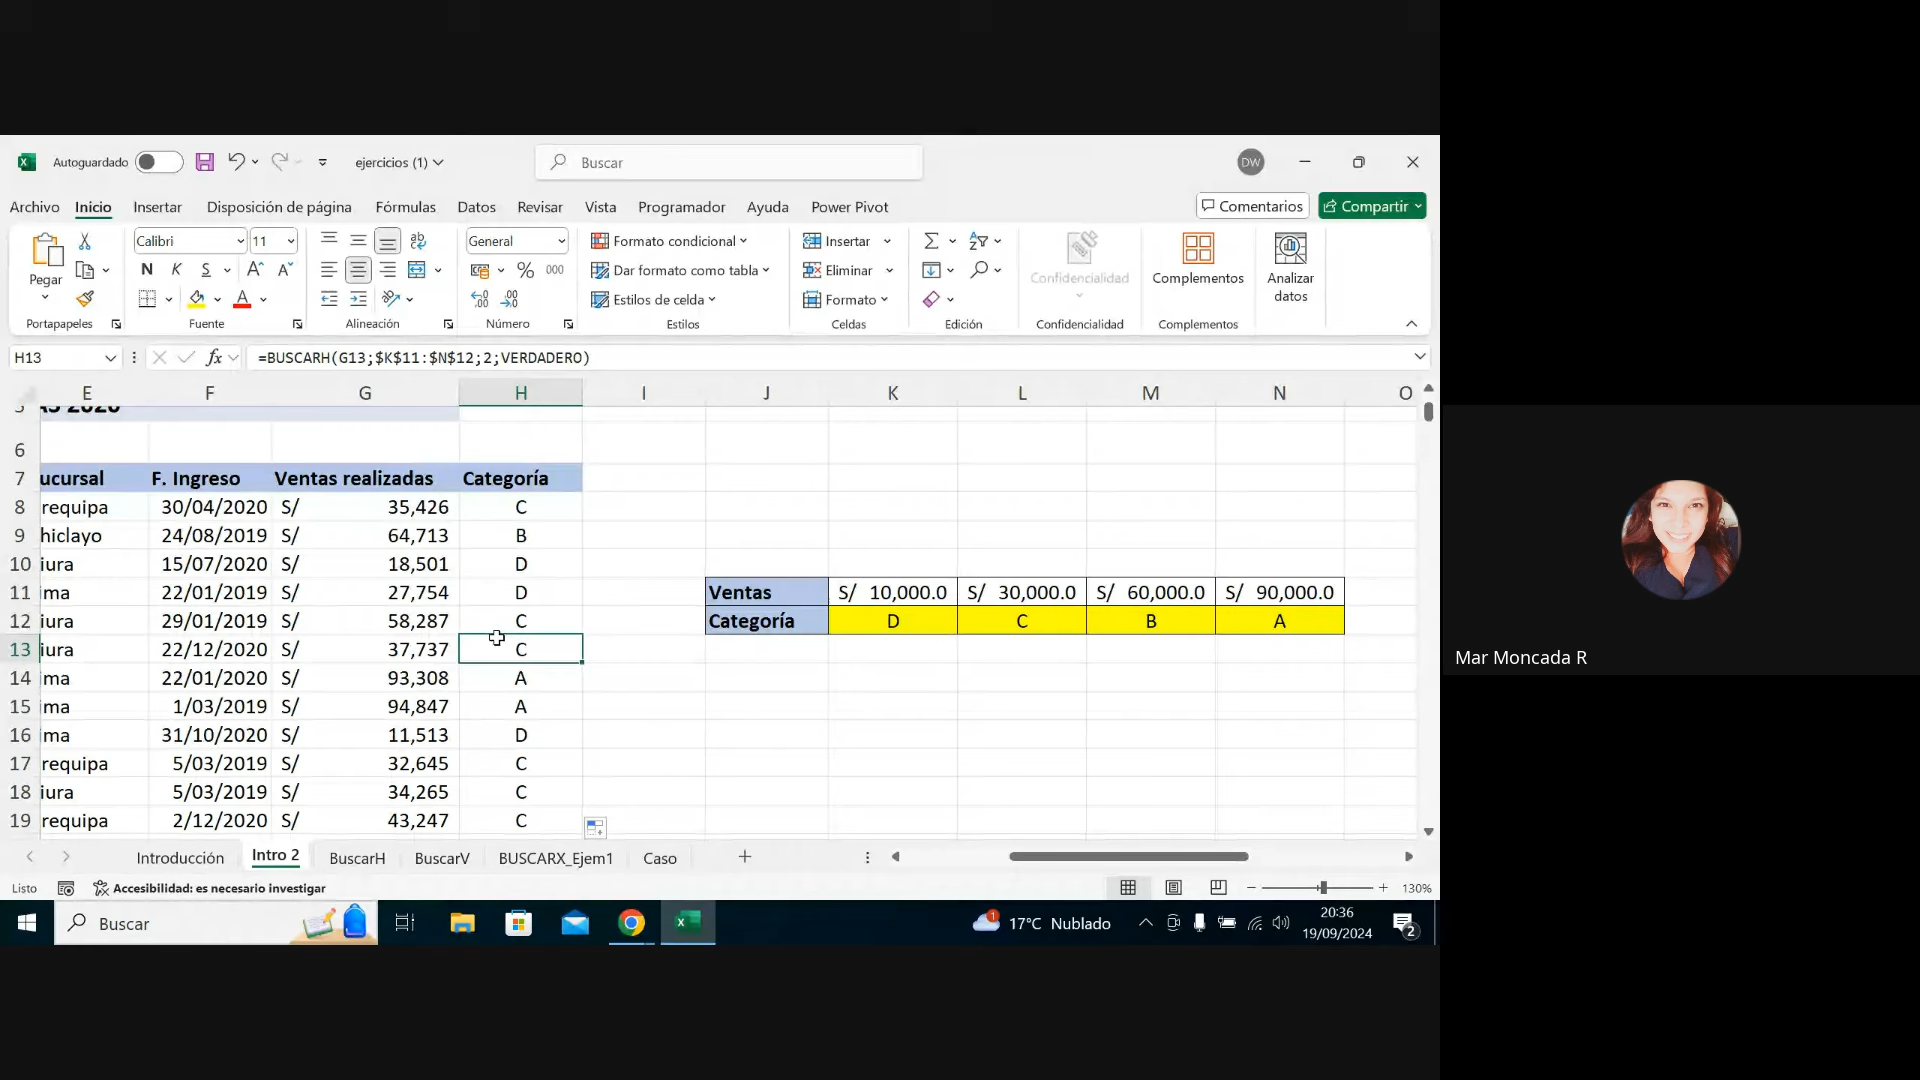 Autoguardado
ejercicios (1)
Buscar
DW
Archivo Inicio Insertar Disposición de página Fórmulas Datos Revisar Vista Programador Ayuda Power Pivot
Comentarios Compartir
Pegar
Portapapeles
Calibri 11
N K S
Fuente
Alineación
General
% 000
Número
Formato condicional
Dar formato como tabla
Estilos de celda
Estilos
Insertar
Eliminar
Formato
Celdas
Edición
Confidencialidad
Confidencialidad
Complementos
Complementos
Analizar
datos
H13 fx =BUSCARH(G13;$K$11:$N$12;2;VERDADERO)
E F G H I J K L M N O
6
7 ucursal F. Ingreso Ventas realizadas Categoría
8 requipa 30/04/2020 S/ 35,426 C
9 hiclayo 24/08/2019 S/ 64,713 B
10 iura 15/07/2020 S/ 18,501 D
11 ma 22/01/2019 S/ 27,754 D Ventas S/ 10,000.0 S/ 30,000.0 S/ 60,000.0 S/ 90,000.0
12 iura 29/01/2019 S/ 58,287 C Categoría D C B A
13 iura 22/12/2020 S/ 37,737 C
14 ma 22/01/2020 S/ 93,308 A
15 ma 1/03/2019 S/ 94,847 A
16 ma 31/10/2020 S/ 11,513 D
17 requipa 5/03/2019 S/ 32,645 C
18 iura 5/03/2019 S/ 34,265 C
19 requipa 2/12/2020 S/ 43,247 C
Introducción Intro 2 BuscarH BuscarV BUSCARX_Ejem1 Caso
Listo Accesibilidad: es necesario investigar 130%
Buscar
1 17°C Nublado
20:36
19/09/2024
2
Mar Moncada R